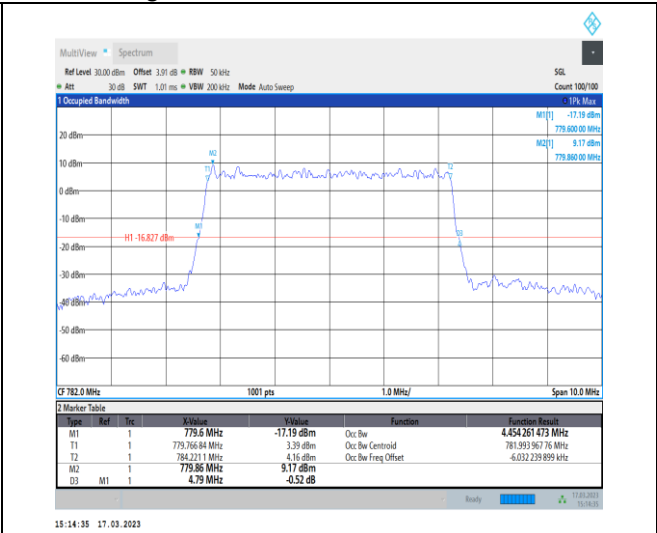 MultiView Spectrum
Ref Level 30.00 dBm Offset 3.91 dB RBW 50 kHz SGL
Att 30 dB SWT 1.01 ms VBW 200 kHz Mode Auto Sweep Count 100/100
1 Occupied Bandwidth 1Pk Max
M1[1] -17.19 dBm
779.600 00 MHz
M2[1] 9.17 dBm
779.860 00 MHz
20 dBm
M2
10 dBm
T1 T2
0 dBm
-10 dBm
M1
H1 -16.827 dBm
D3
-20 dBm
-30 dBm
-40 dBm
-50 dBm
-60 dBm
CF 782.0 MHz 1001 pts 1.0 MHz/ Span 10.0 MHz
2 Marker Table
Type Ref Trc X-Value Y-Value Function Function Result
M1 1 779.6 MHz -17.19 dBm Occ Bw 4.454 261 473 MHz
T1 1 779.766 84 MHz 3.39 dBm Occ Bw Centroid 781.993 967 76 MHz
T2 1 784.221 1 MHz 4.16 dBm Occ Bw Freq Offset -6.032 239 899 kHz
M2 1 779.86 MHz 9.17 dBm
D3 M1 1 4.79 MHz -0.52 dB
Ready 17.03.2023
15:14:35
15:14:35 17.03.2023